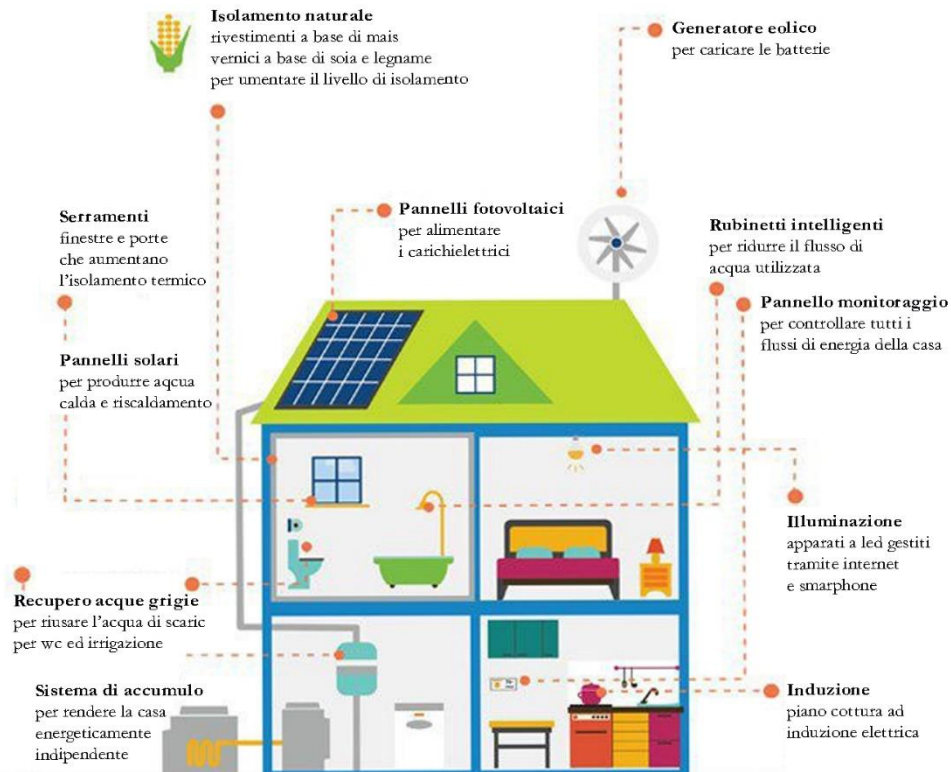 Isolamento naturale
rivestimenti a base di mais
vernici a base di soia e legname
per umentare il livello di isolamento
Generatore eolico
per caricare le batterie
Serramenti
finestre e porte
che aumentano
l'isolamento termico
Pannelli fotovoltaici
per alimentare
i carichielettrici
Rubinetti intelligenti
per ridurre il flusso di
acqua utilizzata
Pannello monitoraggio
per controllare tutti i
flussi di energia della casa
Pannelli solari
per produrre aqcua
calda e riscaldamento
Illuminazione
apparati a led gestiti
tramite internet
e smarphone
Recupero acque grigie
per riusare l'acqua di scaric
per wc ed irrigazione
Sistema di accumulo
per rendere la casa
energeticamente
indipendente
Induzione
piano cottura ad
induzione elettrica